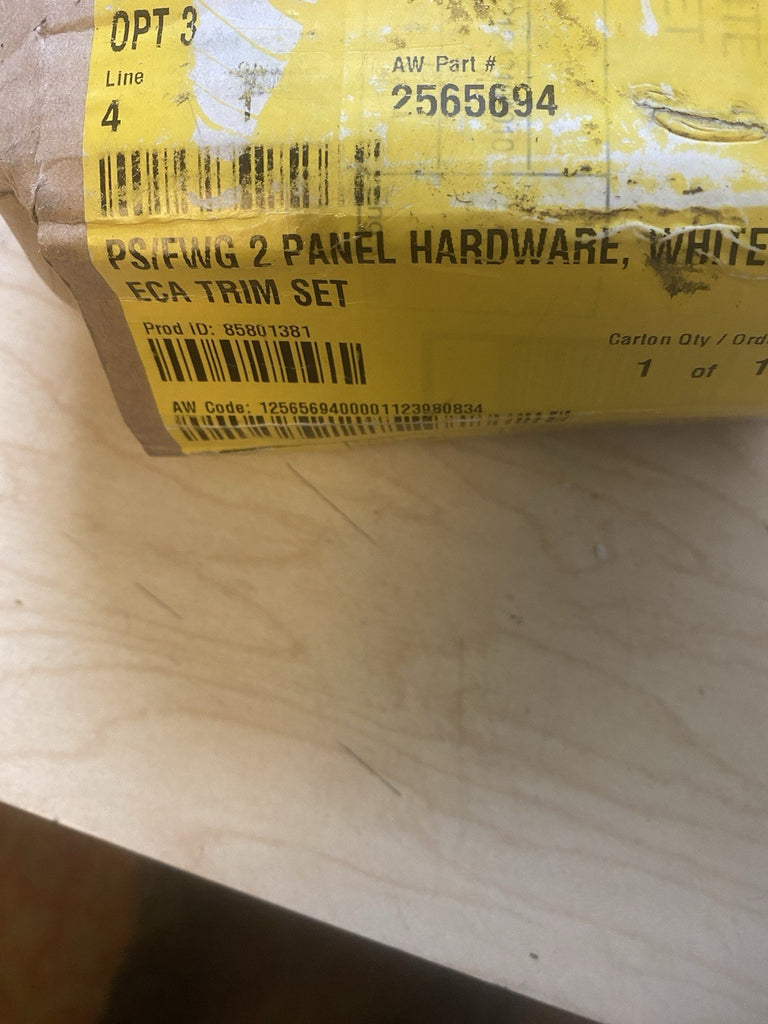 OPT 3
Line
AW Part #
4
2565694
PS/FWG 2 PANEL HARDWARE, WHITE
ECA TRIM SET
Prod ID: 85801381
Carton Qty / Ord
1 of 1
AW Code: 1256569400001123980834